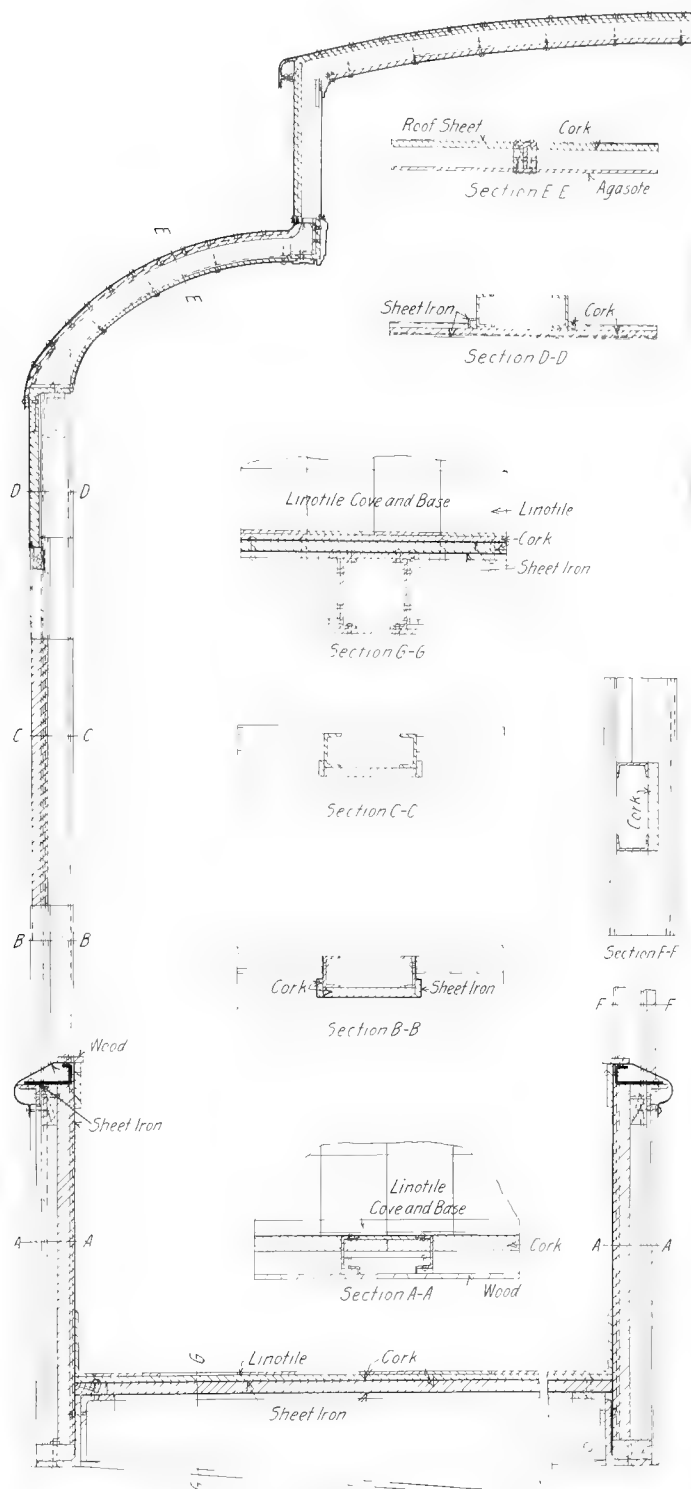 Roof Sheet
Cork
Section E E
Agasote
E
E
Sheet Iron
Cork
Section D-D
D
D
Linotile Cove and Base
Linotile
Cork
Sheet Iron
Section G-G
C
C
Section C-C
Cork
Section F-F
B
B
Cork
Sheet Iron
Section B-B
F
F
Wood
Sheet Iron
Linotile
Cove and Base
A
A
Cork
A
A
Section A-A
Wood
G
Linotile
Cork
Sheet Iron
G